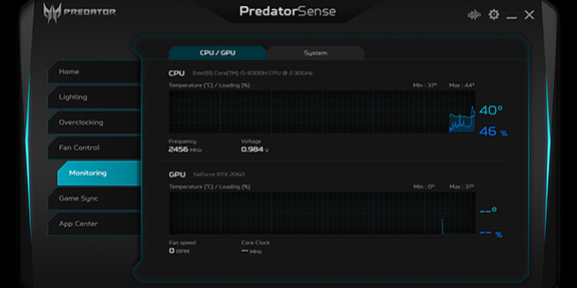 PREDATOR
PredatorSense
CPU / GPU
System
Home
Lighting
Overclocking
Fan Control
Monitoring
Game Sync
App Center
CPU Intel(R) Core(TM) i5-8300H CPU @ 2.30GHz
Temperature (°C) / Loading (%) Min : 37° Max : 44°
40°
46 %
Frequency Voltage
2456 MHz 0.984 V
GPU GeForce RTX 2060
Temperature (°C) / Loading (%) Min : 0° Max : 37°
--°
-- %
Fan speed Core Clock
0 RPM -- MHz